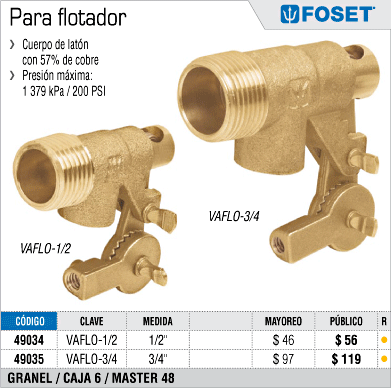 Para flotador
FOSET®
› Cuerpo de latón
con 57% de cobre
› Presión máxima:
1 379 kPa / 200 PSI
VAFLO-3/4
VAFLO-1/2
CÓDIGO CLAVE MEDIDA MAYOREO PÚBLICO R
49034 VAFLO-1/2 1/2" $ 46 $ 56
49035 VAFLO-3/4 3/4" $ 97 $ 119
GRANEL / CAJA 6 / MASTER 48